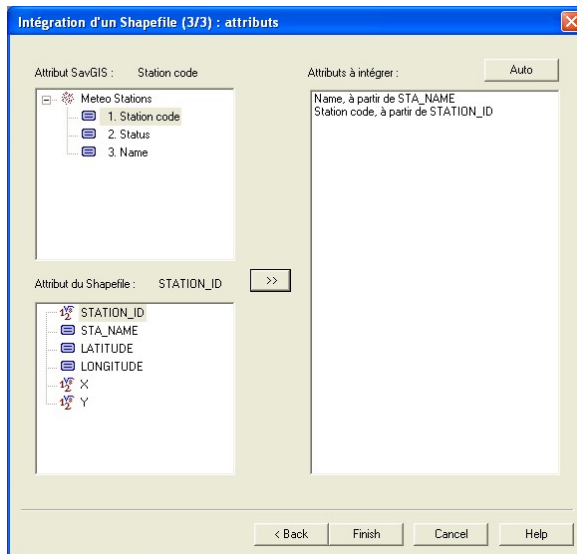 Intégration d'un Shapefile (3/3) : attributs
Attribut SavGIS : Station code
Meteo Stations
1. Station code
2. Status
3. Name
Attribut du Shapefile : STATION_ID
STATION_ID
STA_NAME
LATITUDE
LONGITUDE
X
Y
>>
Attributs à intégrer :
Auto
Name, à partir de STA_NAME
Station code, à partir de STATION_ID
< Back
Finish
Cancel
Help